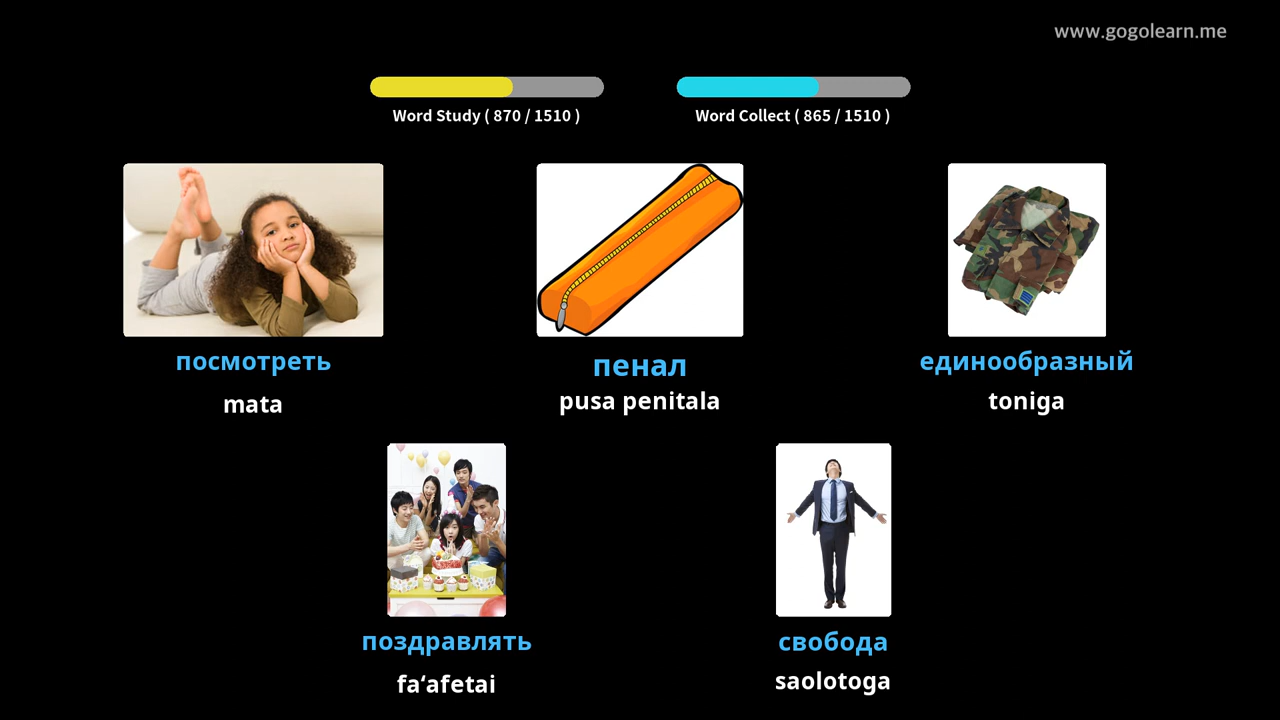 www.gogolearn.me
Word Study ( 870 / 1510 )
Word Collect ( 865 / 1510 )
посмотреть
mata
пенал
pusa penitala
единообразный
toniga
поздравлять
fa‘afetai
свобода
saolotoga